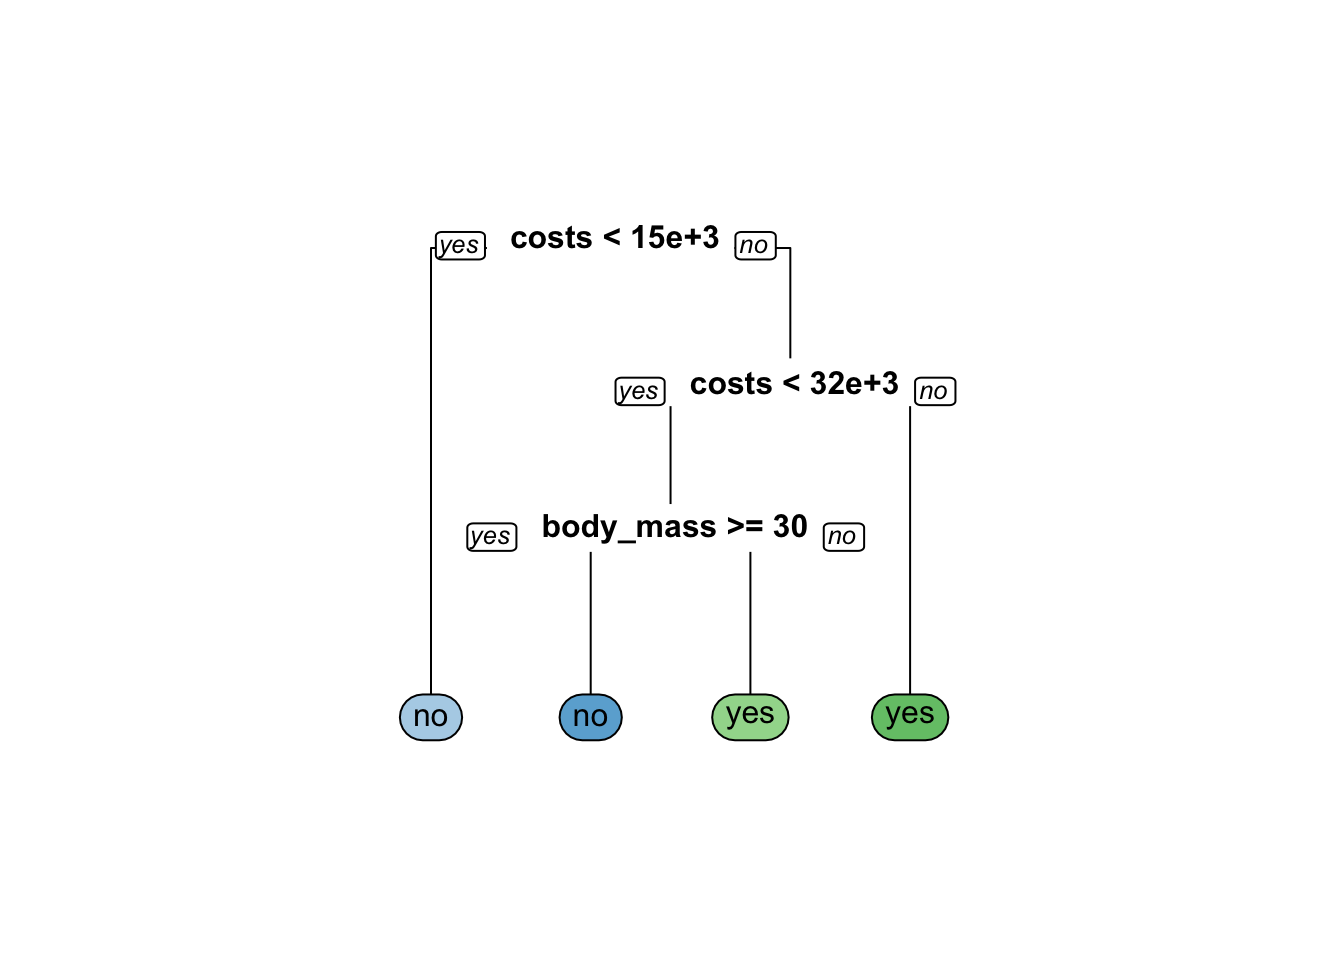 yes costs < 15e+3 no
yes costs < 32e+3 no
yes body_mass >= 30 no
no no yes yes